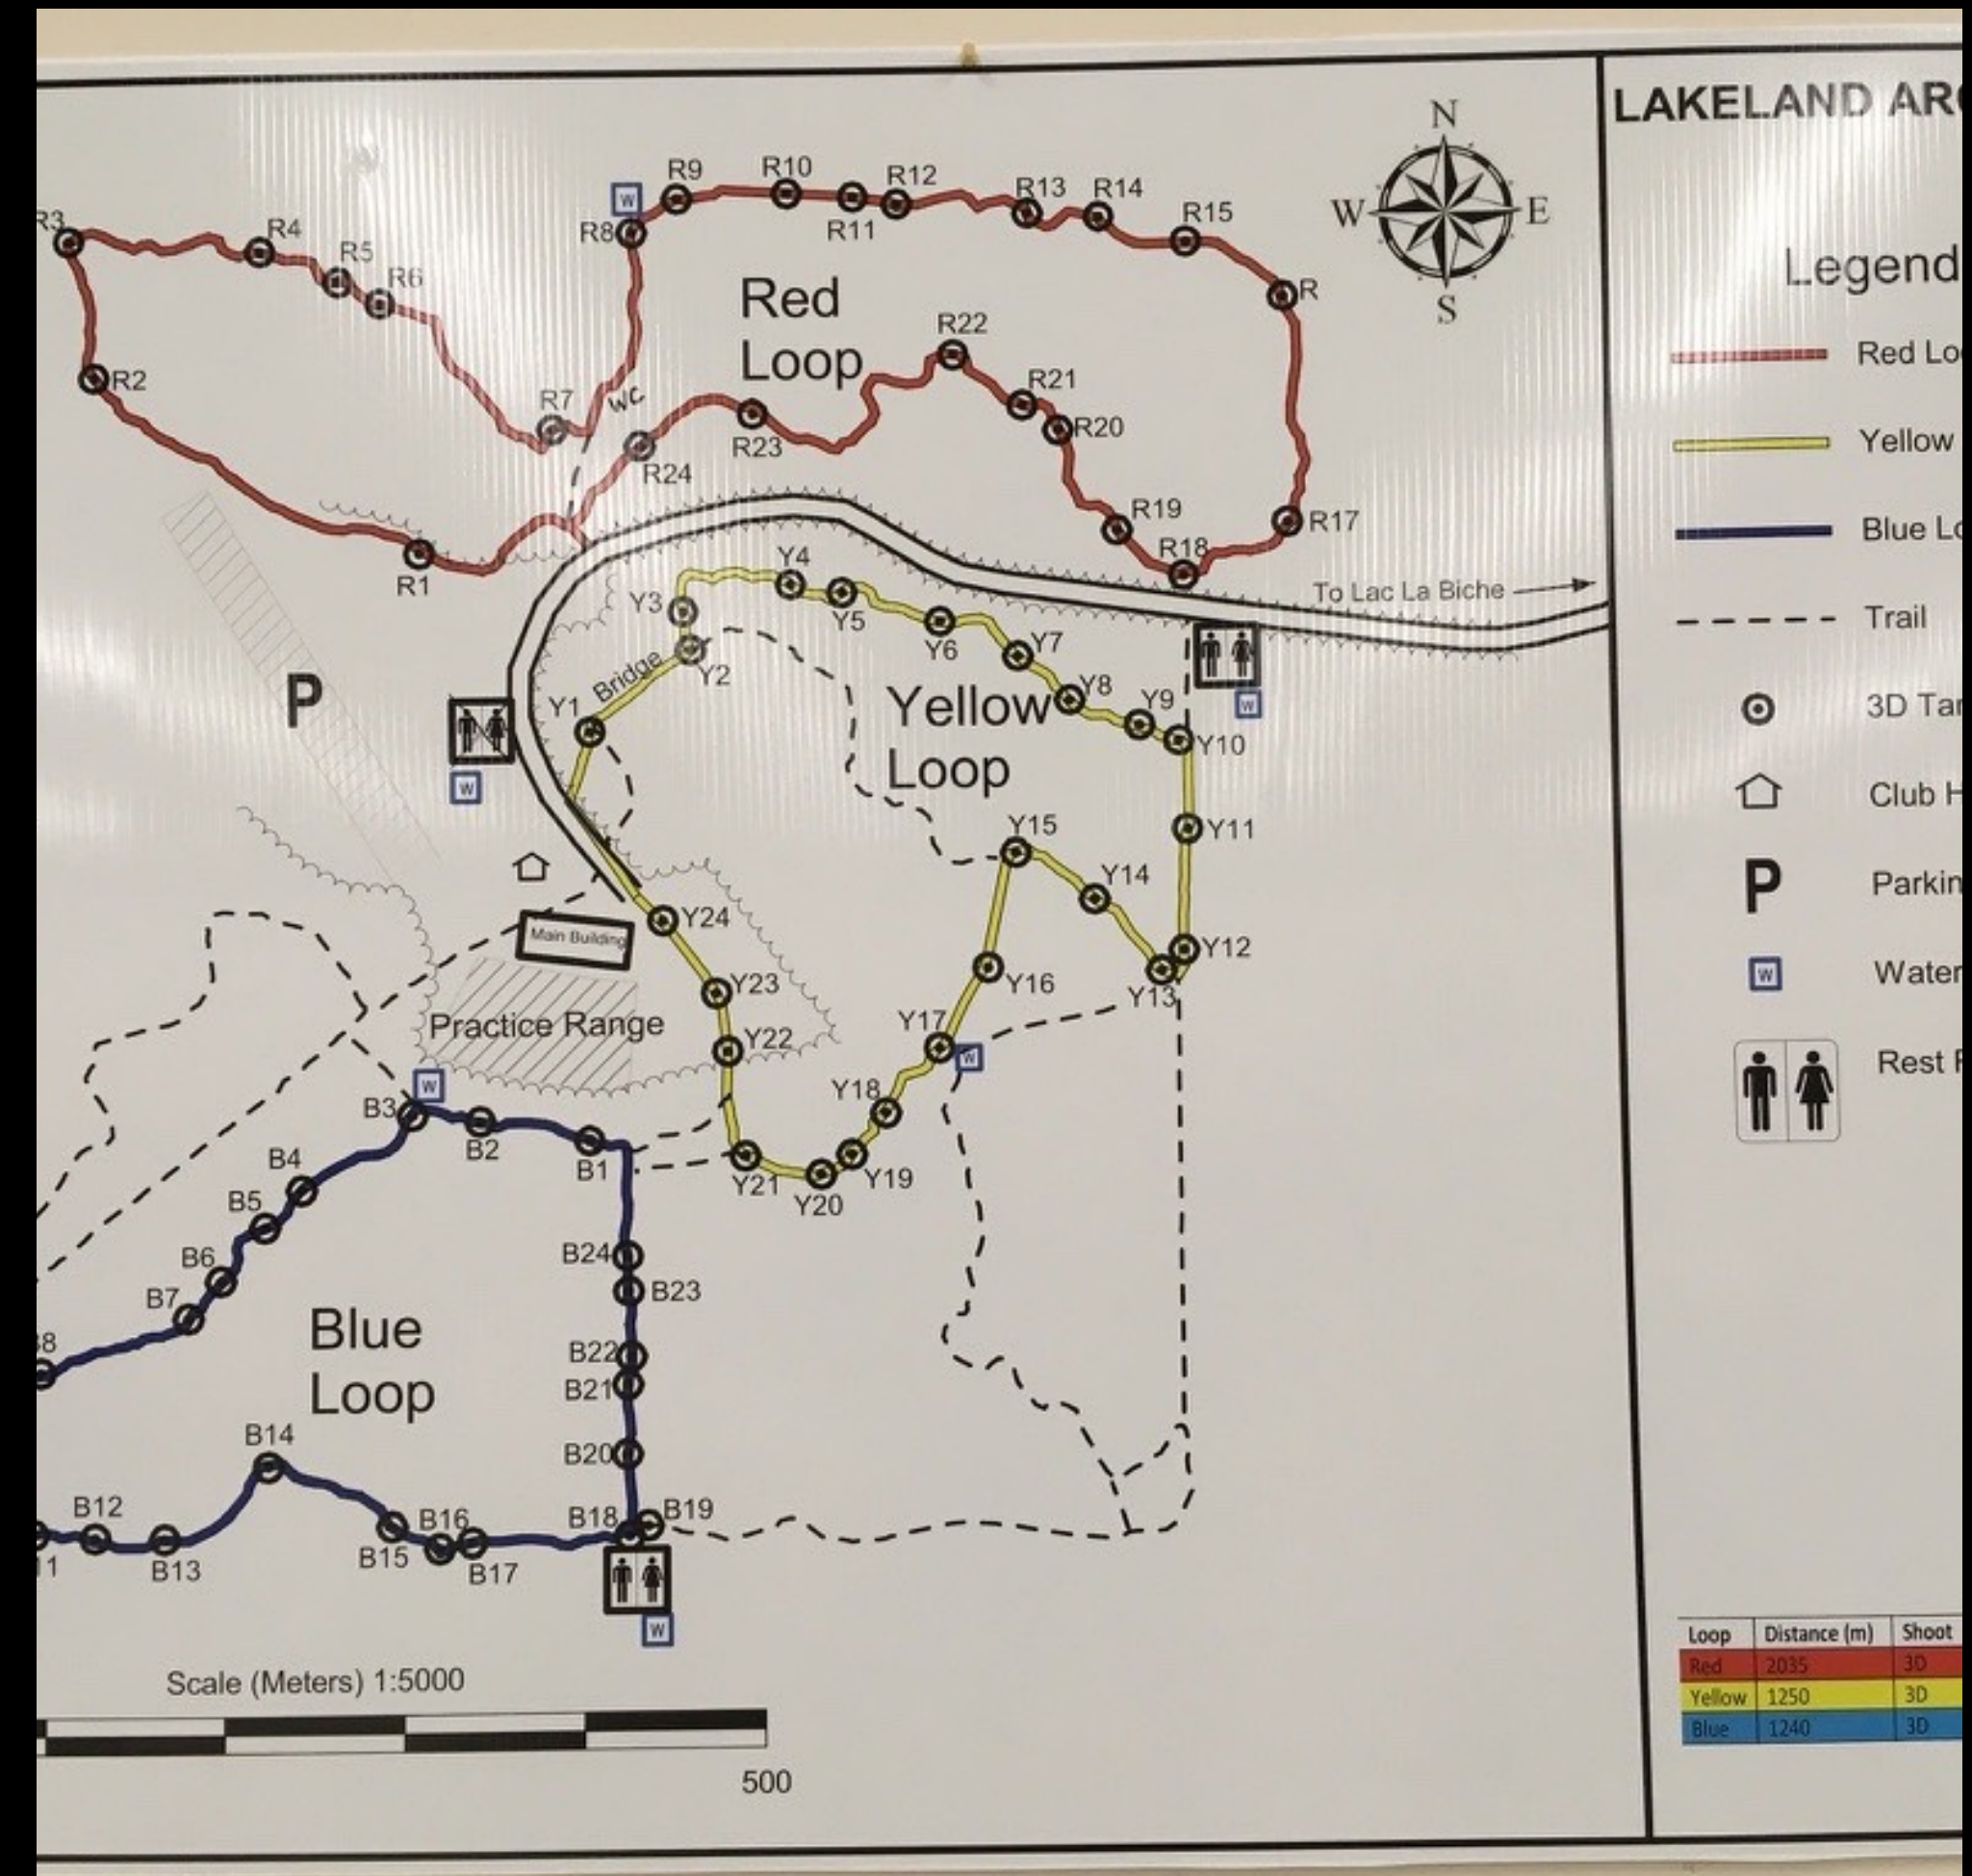 LAKELAND
N
W
E
S
Legend
R3
R4
R5
R6
R7
R8
W
R9
R10
R11
R12
R13
R14
R15
R
Red
Loop
R22
R21
R20
R2
WC
R23
R24
R19
R17
R18
R1
To Lac La Biche
Red
Yellow
Blue
Trail
3D
Club
P
W
Water
Rest
Y4
Y3
Y5
Y6
Y7
Bridge
Y2
Y1
P
W
Yellow
Loop
Y8
Y9
W
Y10
Y15
Y11
Y14
Y24
Main Building
Y12
Y16
Y23
Y13
Practice Range
Y17
Y22
W
W
Y18
B3
B2
B1
Y21
Y19
Y20
B4
B5
B6
B7
B24
B23
Blue
Loop
B22
B21
B14
B20
B12
B16
B18
B19
B13
B15
B17
W
Scale (Meters) 1:5000
500
Loop Distance (m) Shoot
Red 2035 3D
Yellow 1250 3D
Blue 1240 3D